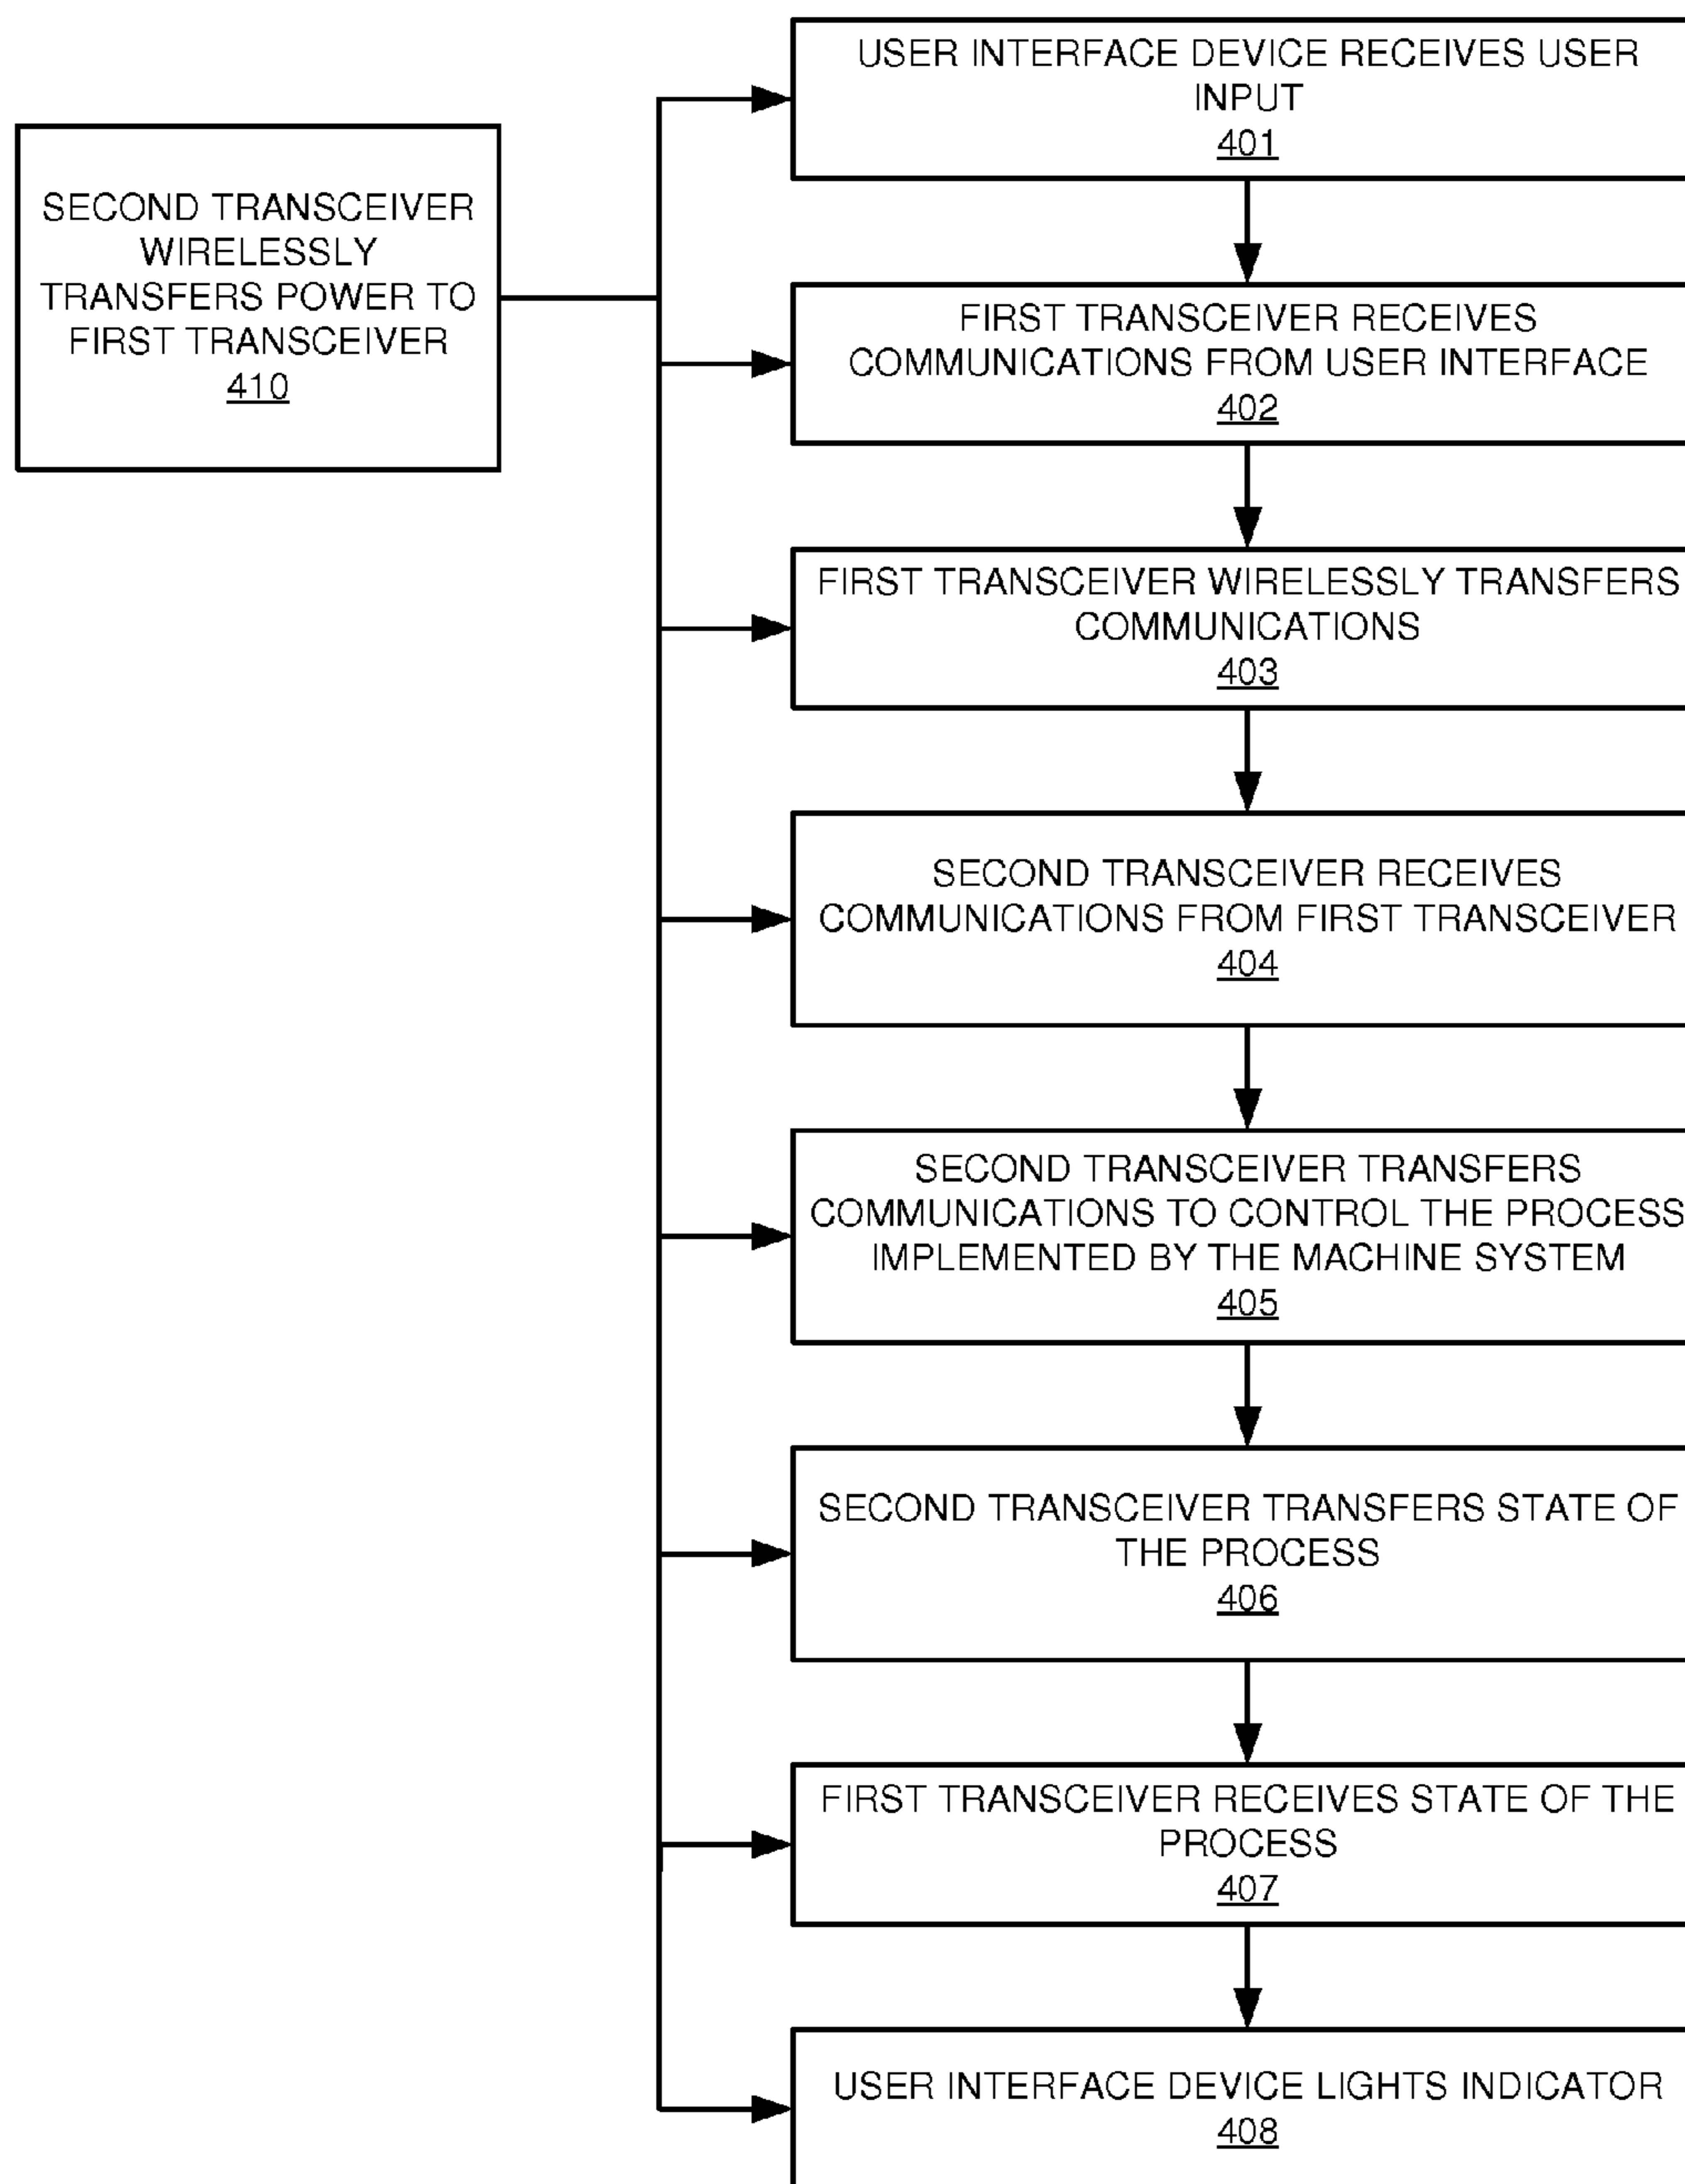 USER INTERFACE DEVICE RECEIVES USER
INPUT
401
SECOND TRANSCEIVER
WIRELESSLY
TRANSFERS POWER TO
FIRST TRANSCEIVER
410
FIRST TRANSCEIVER RECEIVES
COMMUNICATIONS FROM USER INTERFACE
402
FIRST TRANSCEIVER WIRELESSLY TRANSFERS
COMMUNICATIONS
403
SECOND TRANSCEIVER RECEIVES
COMMUNICATIONS FROM FIRST TRANSCEIVER
404
SECOND TRANSCEIVER TRANSFERS
COMMUNICATIONS TO CONTROL THE PROCESS
IMPLEMENTED BY THE MACHINE SYSTEM
405
SECOND TRANSCEIVER TRANSFERS STATE OF
THE PROCESS
406
FIRST TRANSCEIVER RECEIVES STATE OF THE
PROCESS
407
USER INTERFACE DEVICE LIGHTS INDICATOR
408